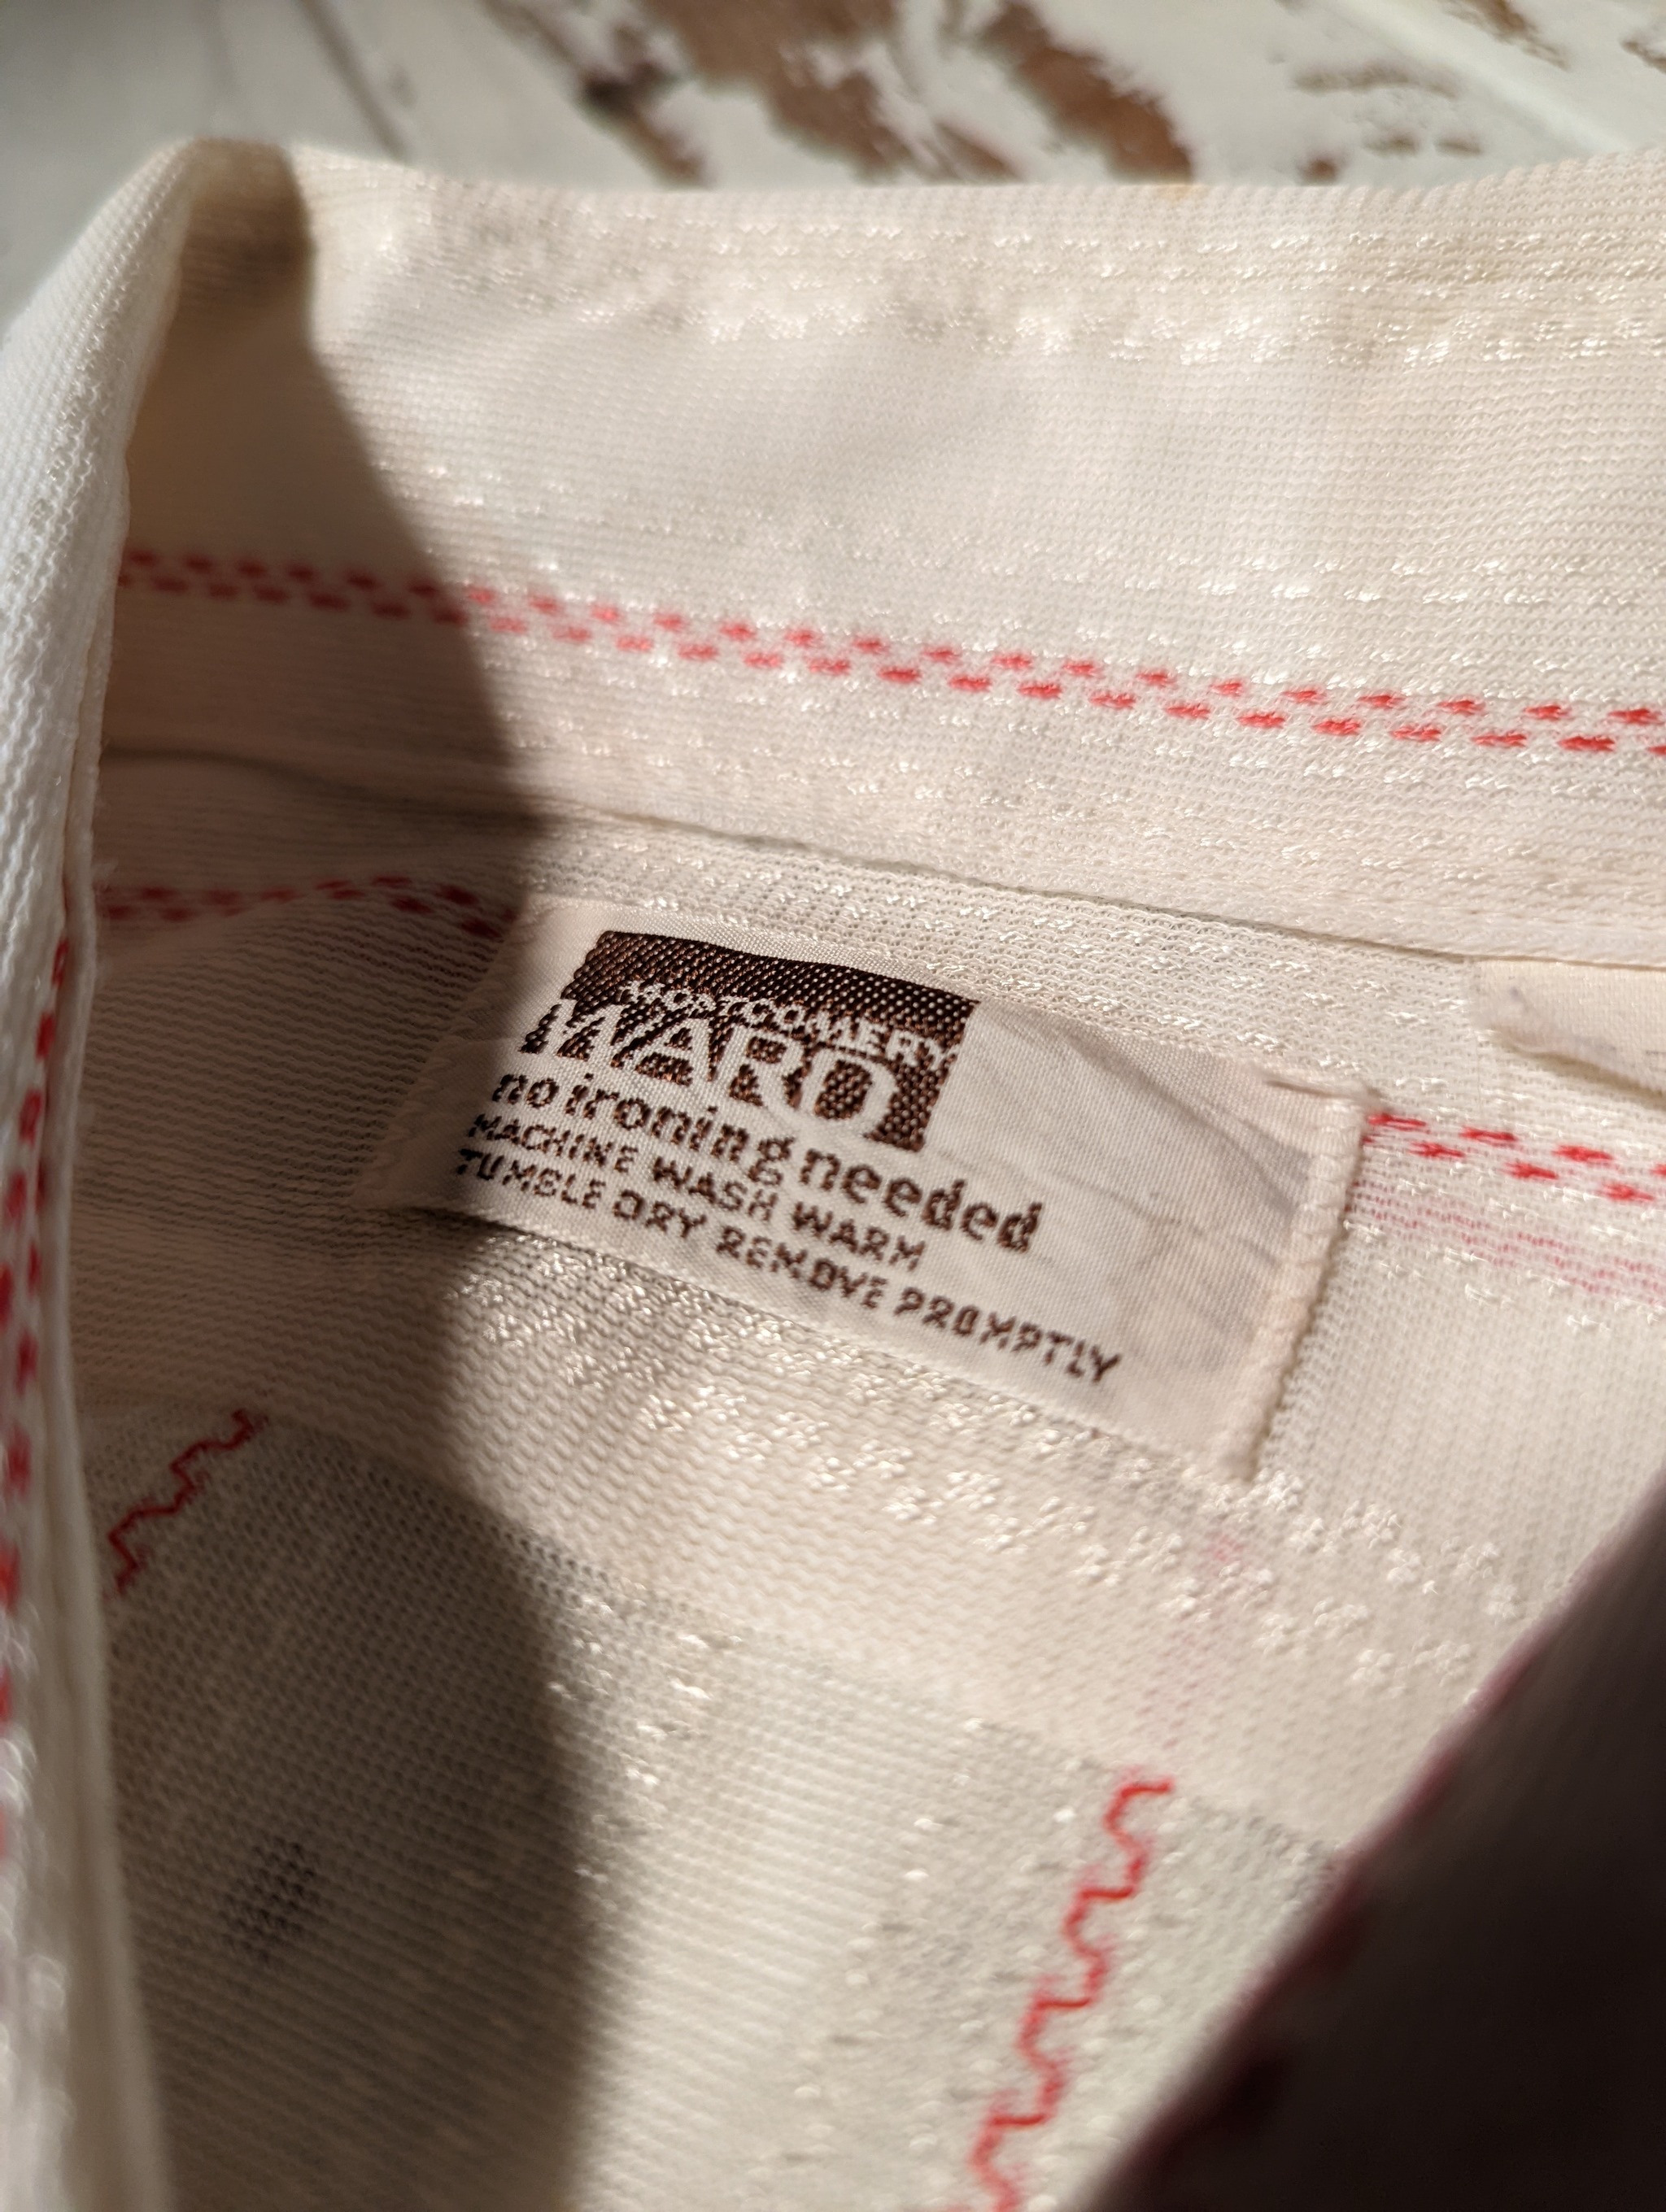 MONTGOMERY
WARD
no ironing needed
MACHINE WASH WARM
TUMBLE DRY REMOVE PROMPTLY